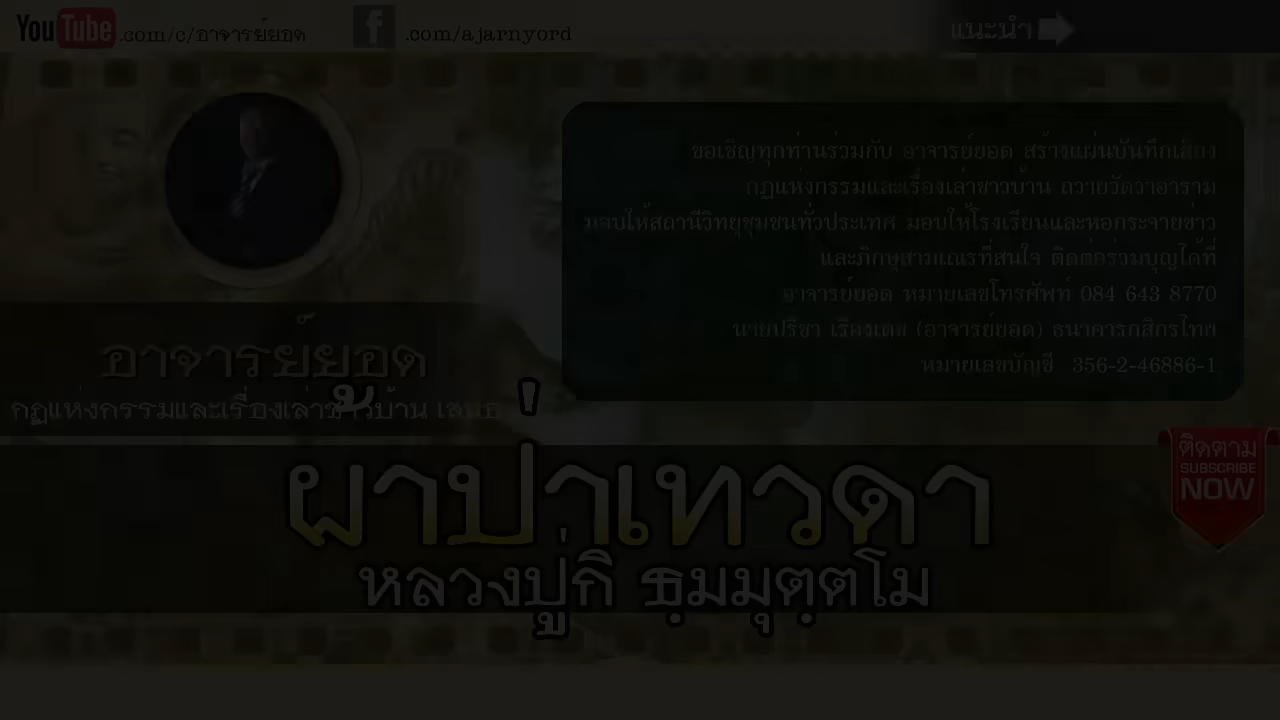 YouTube.com/c/อาจารย์ยอด
f .com/ajarnyord
แนะนำ
ขอเชิญทุกท่านร่วมกับ อาจารย์ยอด สร้างแผ่นบันทึกเสียง
กฏแห่งกรรมและเรื่องเล่าชาวบ้าน ถวายวัดวาอาราม
มอบให้สถานีวิทยุชุมชนทั่วประเทศ มอบให้โรงเรียนและหอกระจายข่าว
และภิกษุสามเณรที่สนใจ ติดต่อร่วมบุญได้ที่
อาจารย์ยอด หมายเลขโทรศัพท์ 084 643 8770
นายปรีชา (อาจารย์ยอด) ธนาคารกสิกรไทย
หมายเลขบัญชี 356-2-46886-1
อาจารย์ยอด
กฏแห่งกรรมและเรื่องเล่าชาวบ้าน เสนอ
ติดตาม
SUBSCRIBE
NOW
ผ้าป่าเทวดา
หลวงปู่กิ ธมฺมุตฺตโม